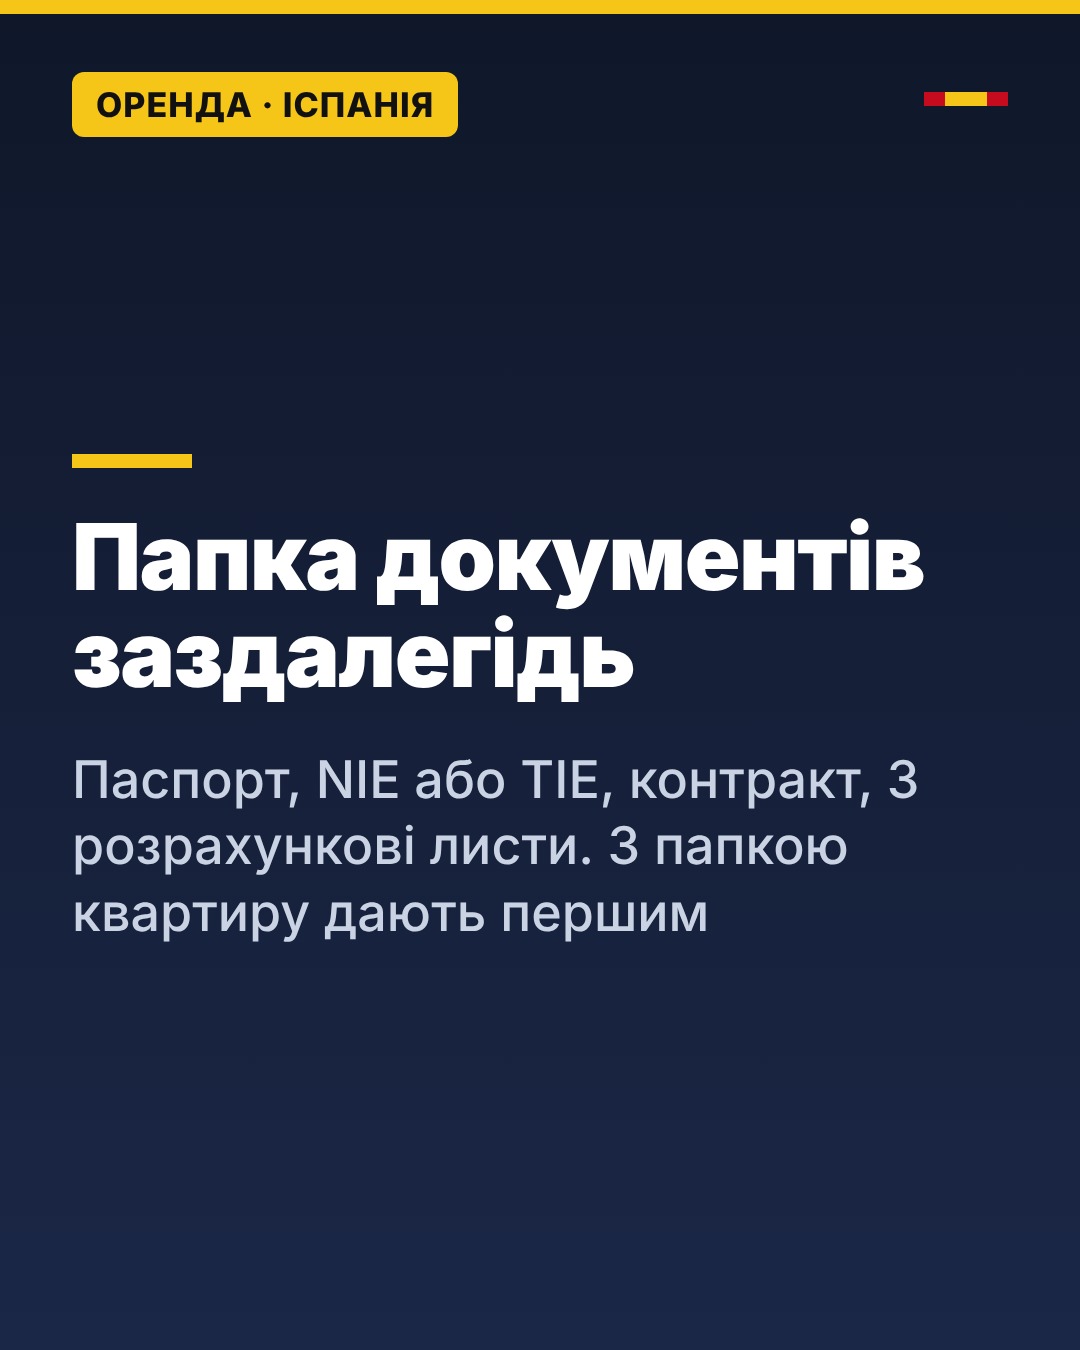 ОРЕНДА · ІСПАНІЯ
Папка документів
заздалегідь
Паспорт, NIE або TIE, контракт, 3
розрахункові листи. З папкою
квартиру дають першим